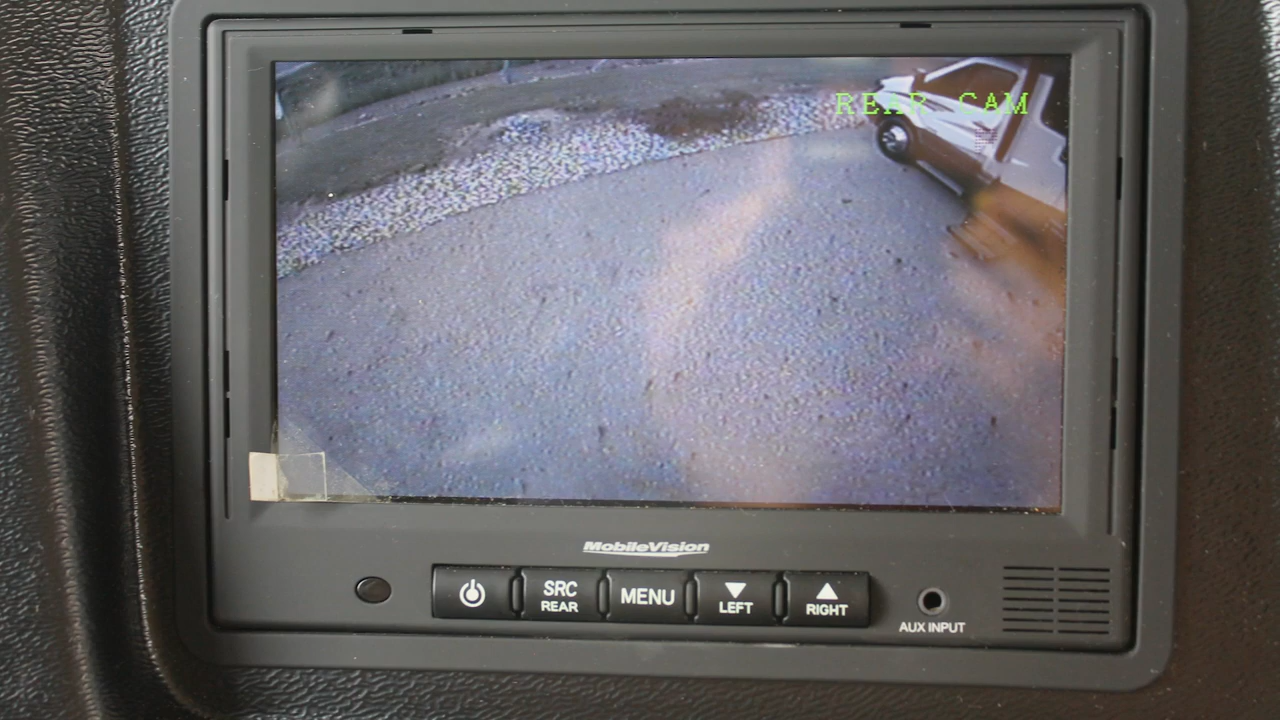 REAR CAM
MobileVision
SRC
REAR
MENU
LEFT
RIGHT
AUX INPUT